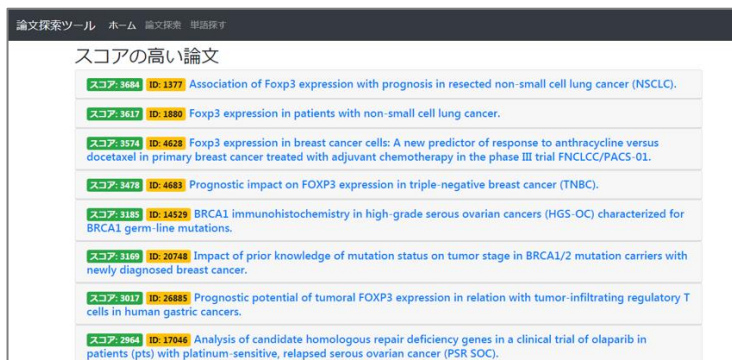 論文探索ツール ホーム 論文探索 単語探す
スコアの高い論文
スコア: 3684 ID: 1377 Association of Foxp3 expression with prognosis in resected non-small cell lung cancer (NSCLC).
スコア: 3617 ID: 1880 Foxp3 expression in patients with non-small cell lung cancer.
スコア: 3574 ID: 4628 Foxp3 expression in breast cancer cells: A new predictor of response to anthracycline versus
docetaxel in primary breast cancer treated with adjuvant chemotherapy in the phase III trial FNCLCC/PACS-01.
スコア: 3478 ID: 4683 Prognostic impact on FOXP3 expression in triple-negative breast cancer (TNBC).
スコア: 3185 ID: 14529 BRCA1 immunohistochemistry in high-grade serous ovarian cancers (HGS-OC) characterized for
BRCA1 germ-line mutations.
スコア: 3169 ID: 20748 Impact of prior knowledge of mutation status on tumor stage in BRCA1/2 mutation carriers with
newly diagnosed breast cancer.
スコア: 3017 ID: 26885 Prognostic potential of tumoral FOXP3 expression in relation with tumor-infiltrating regulatory T
cells in human gastric cancers.
スコア: 2964 ID: 17046 Analysis of candidate homologous repair deficiency genes in a clinical trial of olaparib in
patients (pts) with platinum-sensitive, relapsed serous ovarian cancer (PSR SOC).